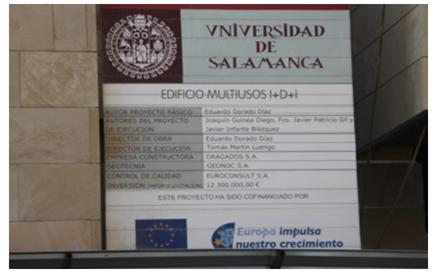 VNIVERSIDAD
DE
SALAMANCA
EDIFICIO MULTIUSOS I+D+I
AUTOR PROYECTO BÁSICO Eduardo Dorado Díaz
AUTORES DEL PROYECTO Joaquín Guinea Diego, Fco. Javier Patricio Gil y
DE EJECUCIÓN Javier Infante Blázquez
DIRECTOR DE OBRA Eduardo Dorado Díaz
DIRECTOR DE EJECUCIÓN Tomás Martín Luengo
EMPRESA CONSTRUCTORA DRAGADOS S.A.
GEOTECNIA GEONOC S.A.
CONTROL DE CALIDAD EUROCONSULT S.A.
INVERSIÓN (IMPORTE LICITACIÓN) 12.300.000,00 €
ESTE PROYECTO HA SIDO COFINANCIADO POR
Europa impulsa
nuestro crecimiento